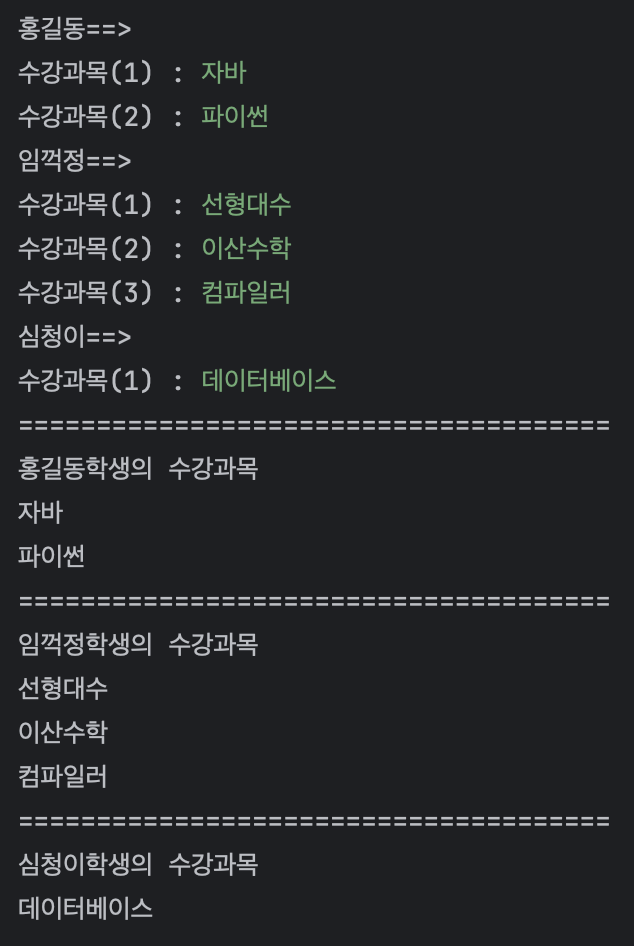 홍길동==>
수강과목(1) : 자바
수강과목(2) : 파이썬
임꺽정==>
수강과목(1) : 선형대수
수강과목(2) : 이산수학
수강과목(3) : 컴파일러
심청이==>
수강과목(1) : 데이터베이스
======================================
홍길동학생의 수강과목
자바
파이썬
======================================
임꺽정학생의 수강과목
선형대수
이산수학
컴파일러
======================================
심청이학생의 수강과목
데이터베이스